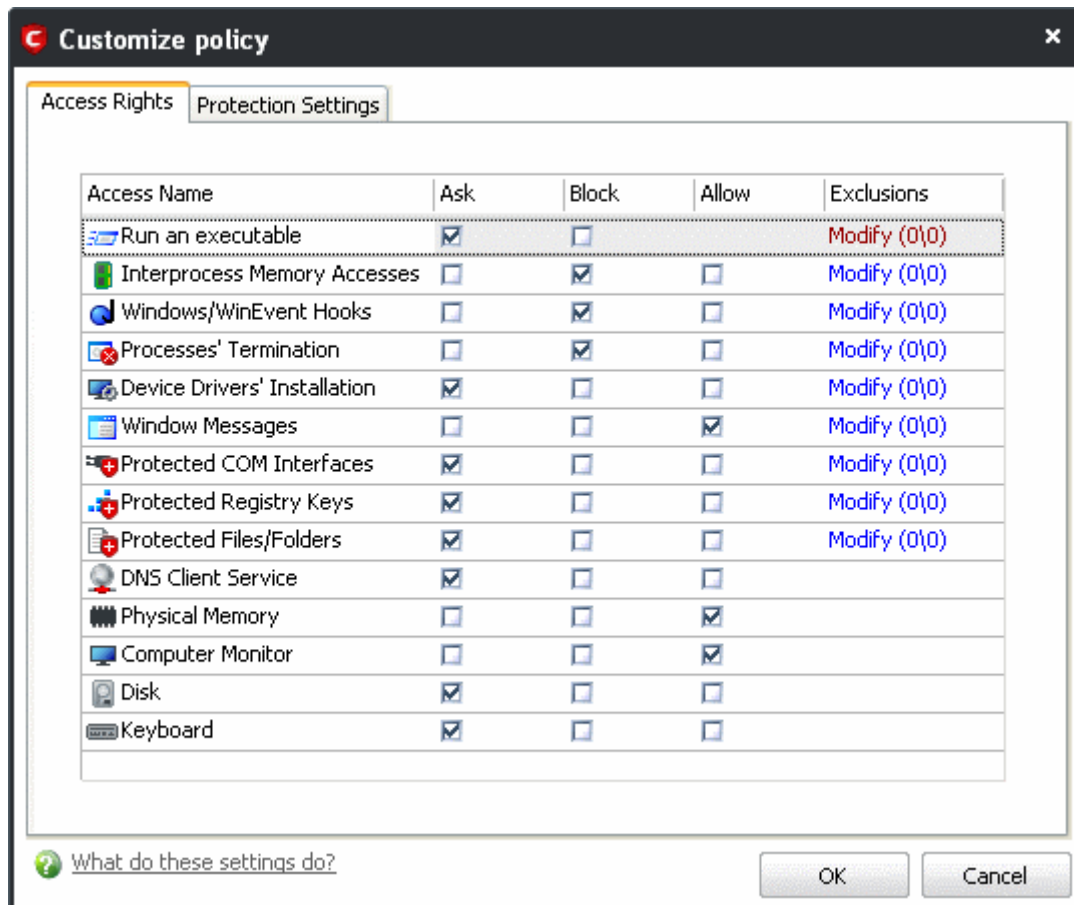 Customize policy
Access Rights Protection Settings
Access Name Ask Block Allow Exclusions
Run an executable Modify (0\0)
Interprocess Memory Accesses Modify (0\0)
Windows/WinEvent Hooks Modify (0\0)
Processes' Termination Modify (0\0)
Device Drivers' Installation Modify (0\0)
Window Messages Modify (0\0)
Protected COM Interfaces Modify (0\0)
Protected Registry Keys Modify (0\0)
Protected Files/Folders Modify (0\0)
DNS Client Service
Physical Memory
Computer Monitor
Disk
Keyboard
What do these settings do? OK Cancel